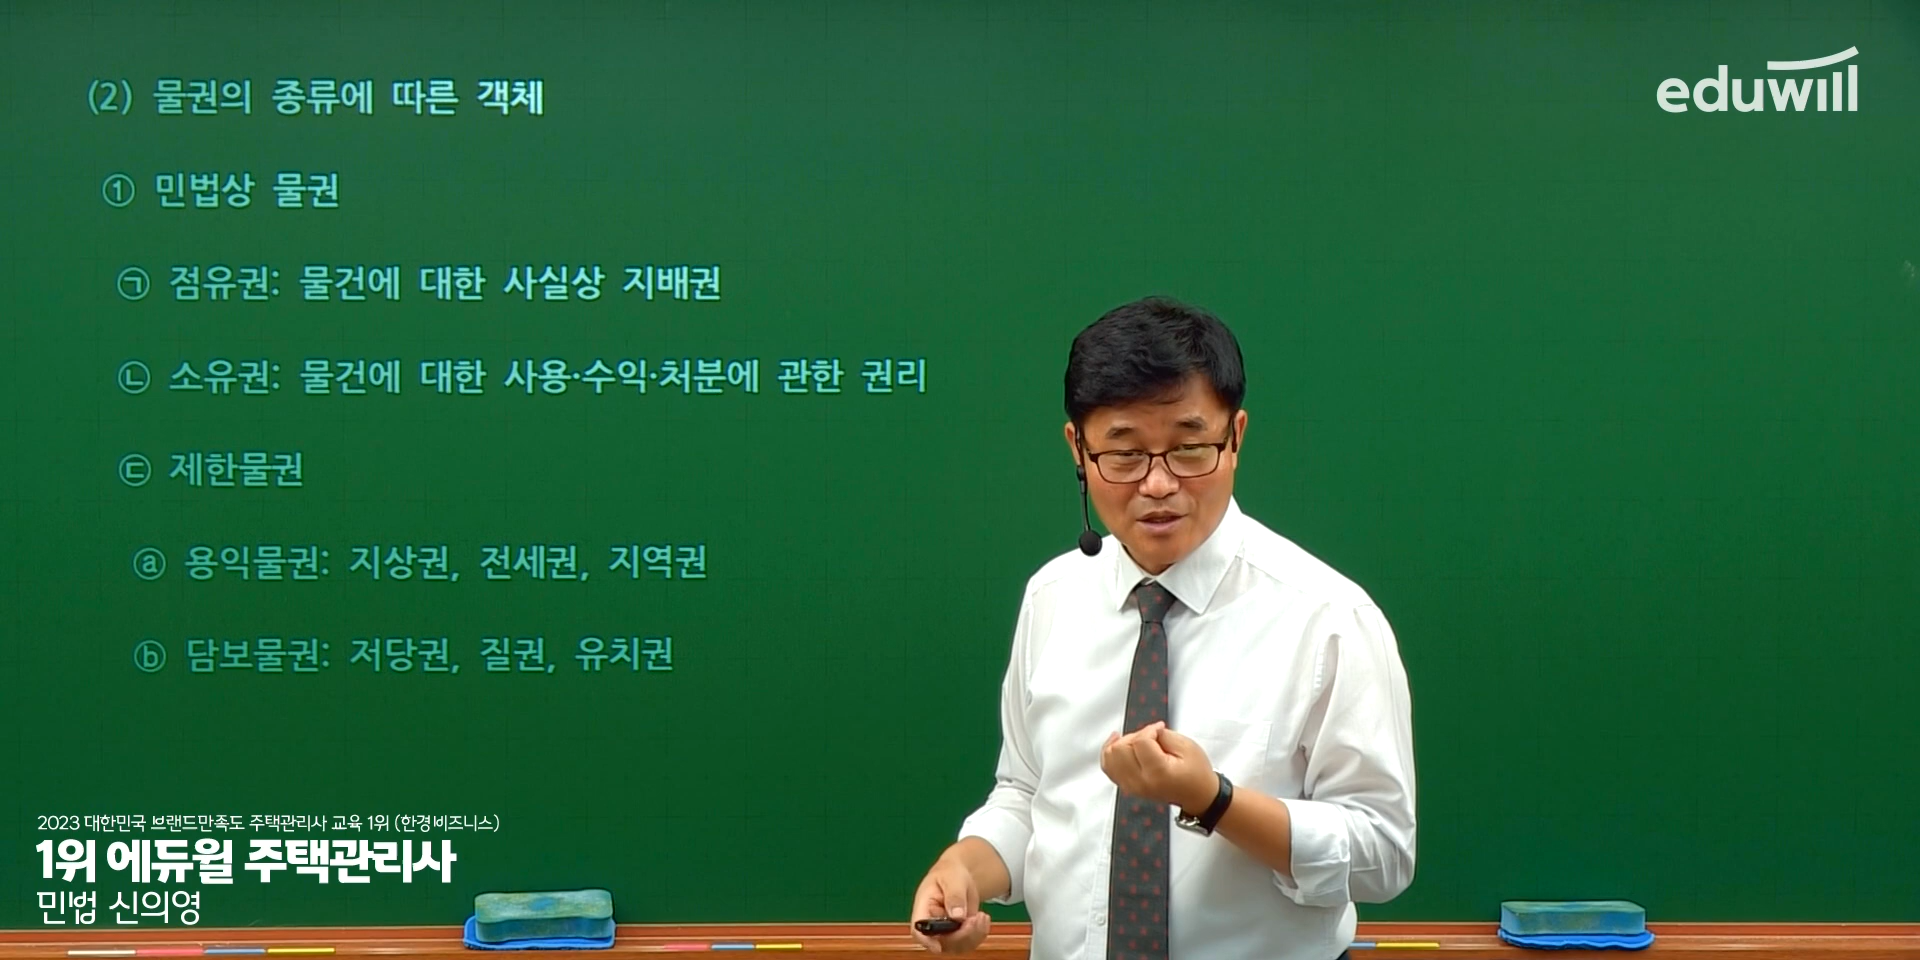 (2) 물권의 종류에 따른 객체
eduwill
① 민법상 물권
㉠ 점유권: 물건에 대한 사실상 지배권
㉡ 소유권: 물건에 대한 사용·수익·처분에 관한 권리
㉢ 제한물권
ⓐ 용익물권: 지상권, 전세권, 지역권
ⓑ 담보물권: 저당권, 질권, 유치권
2023 대한민국 브랜드만족도 주택관리사 교육 1위 (한경비즈니스)
1위 에듀윌 주택관리사
민법 신의영